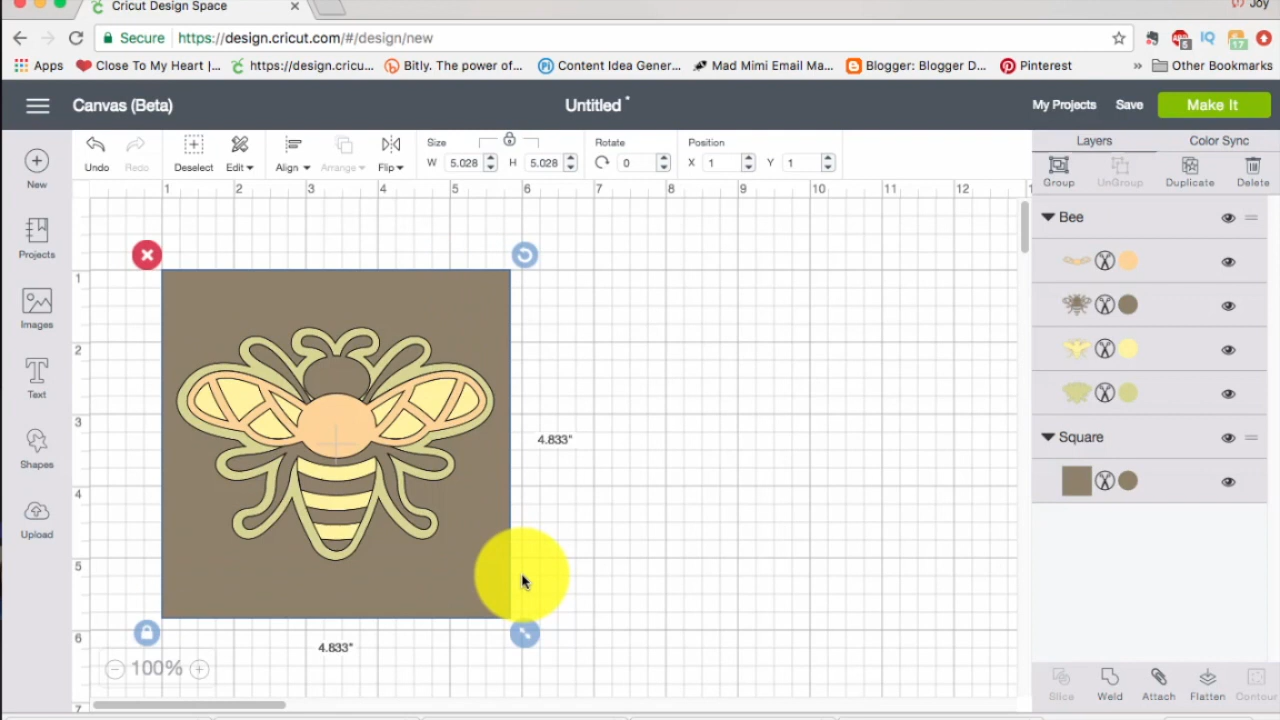 Cricut Design Space
Joy
Secure https://design.cricut.com/#/design/new
5
IQ
17
Apps Close To My Heart |... https://design.cricu... Bitly. The power of... Content Idea Gener... Mad Mimi Email Ma... Blogger: Blogger D... Pinterest » Other Bookmarks
Canvas (Beta) Untitled * My Projects Save Make It
Undo Redo Deselect Edit Align Arrange Flip
Size W 5.028 H 5.028
Rotate 0
Position X 1 Y 1
Layers Color Sync
Group UnGroup Duplicate Delete
New
Projects
Images
Text
Shapes
Upload
1 2 3 4 5 6 7 8 9 10 11 12
1
2
3
4
5
6
7
4.833"
4.833"
100%
Bee
Square
Slice Weld Attach Flatten Contour